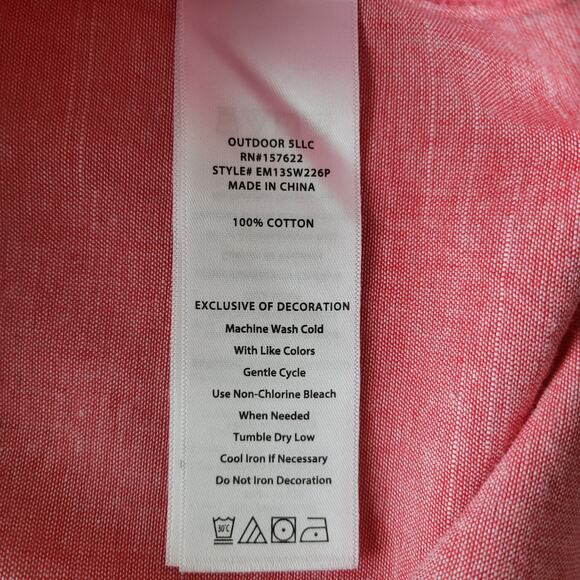 OUTDOOR 5LLC
RN#157622
STYLE# EM13SW226P
MADE IN CHINA
100% COTTON
EXCLUSIVE OF DECORATION
Machine Wash Cold
With Like Colors
Gentle Cycle
Use Non-Chlorine Bleach
When Needed
Tumble Dry Low
Cool Iron If Necessary
Do Not Iron Decoration
30°C